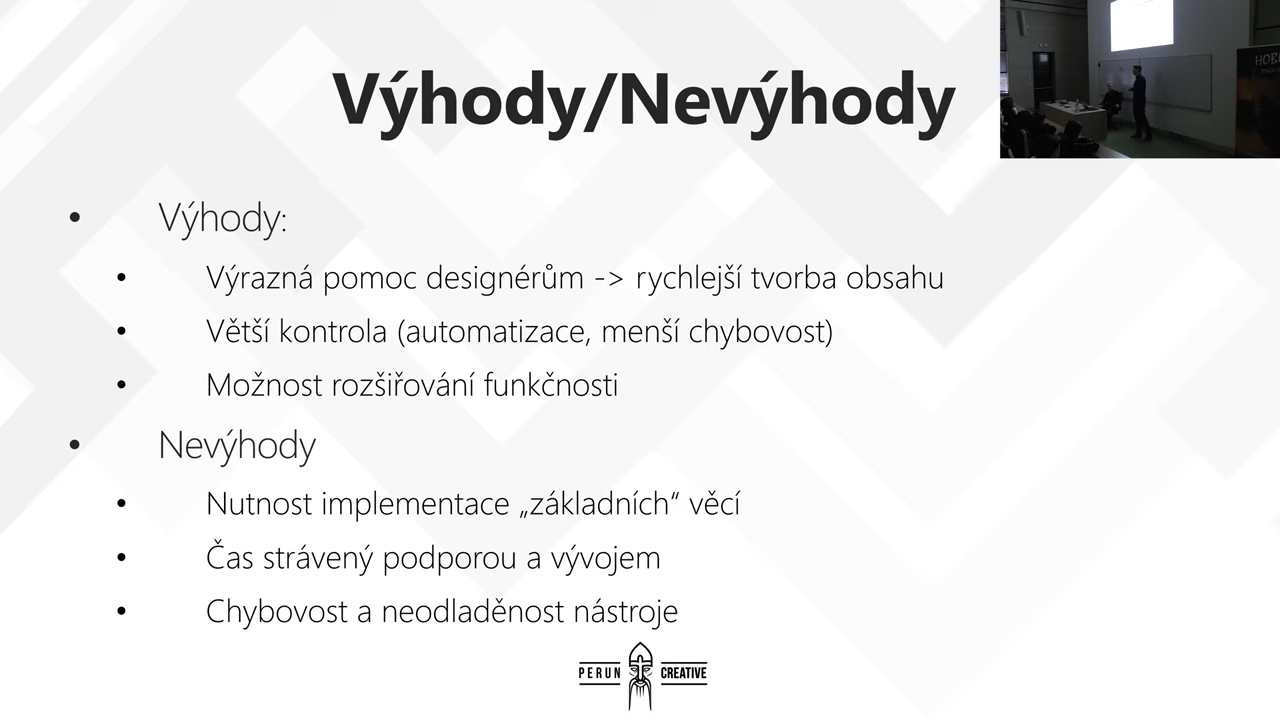 Výhody/Nevýhody
• Výhody:
• Výrazná pomoc designérům -> rychlejší tvorba obsahu
• Větší kontrola (automatizace, menší chybovost)
• Možnost rozšiřování funkčnosti
• Nevýhody
• Nutnost implementace „základních“ věcí
• Čas strávený podporou a vývojem
• Chybovost a neodladěnost nástroje
PERUN CREATIVE